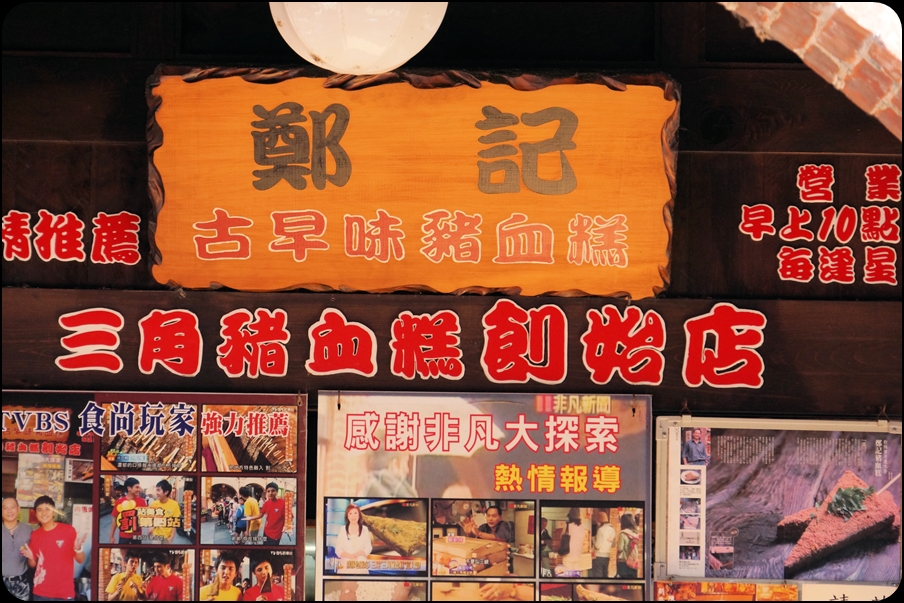 鄭記
古早味豬血糕
情推薦
營業
早上10點
每逢星
三角豬血糕創始店
TVBS 食尚玩家 強力推薦
非凡新聞
感謝非凡大探索
熱情報導